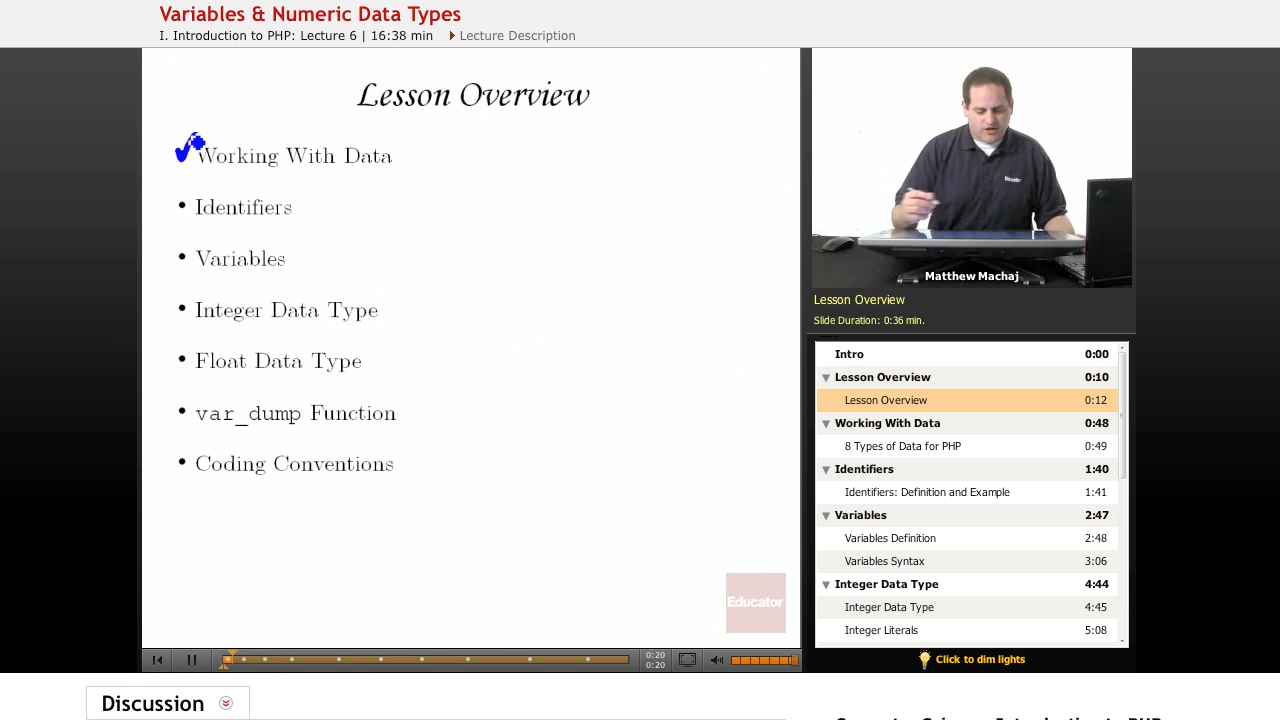 Variables & Numeric Data Types
I. Introduction to PHP: Lecture 6 | 16:38 min Lecture Description
Lesson Overview
Working With Data
• Identifiers
• Variables
• Integer Data Type
• Float Data Type
• var_dump Function
• Coding Conventions
Educator
0:20
0:20
Educator
Matthew Machaj
Lesson Overview
Slide Duration: 0:36 min.
Intro 0:00
Lesson Overview 0:10
Lesson Overview 0:12
Working With Data 0:48
8 Types of Data for PHP 0:49
Identifiers 1:40
Identifiers: Definition and Example 1:41
Variables 2:47
Variables Definition 2:48
Variables Syntax 3:06
Integer Data Type 4:44
Integer Data Type 4:45
Integer Literals 5:08
Click to dim lights
Discussion